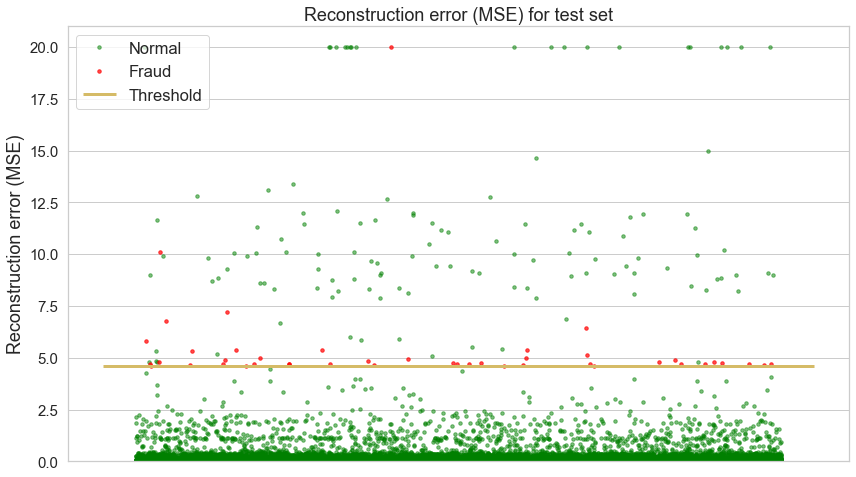 Reconstruction error (MSE) for test set
Normal
Fraud
Threshold
Reconstruction error (MSE)
20.0
17.5
15.0
12.5
10.0
7.5
5.0
2.5
0.0